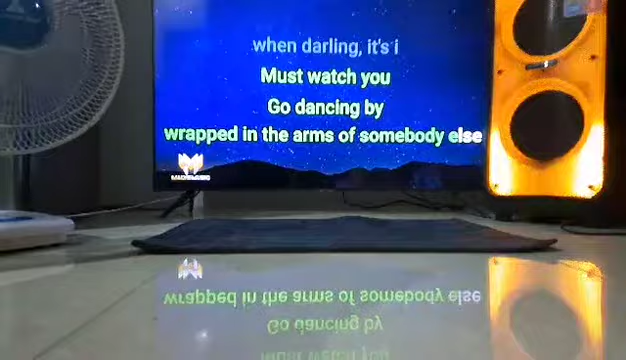 when darling, it's i
Must watch you
Go dancing by
wrapped in the arms of somebody else